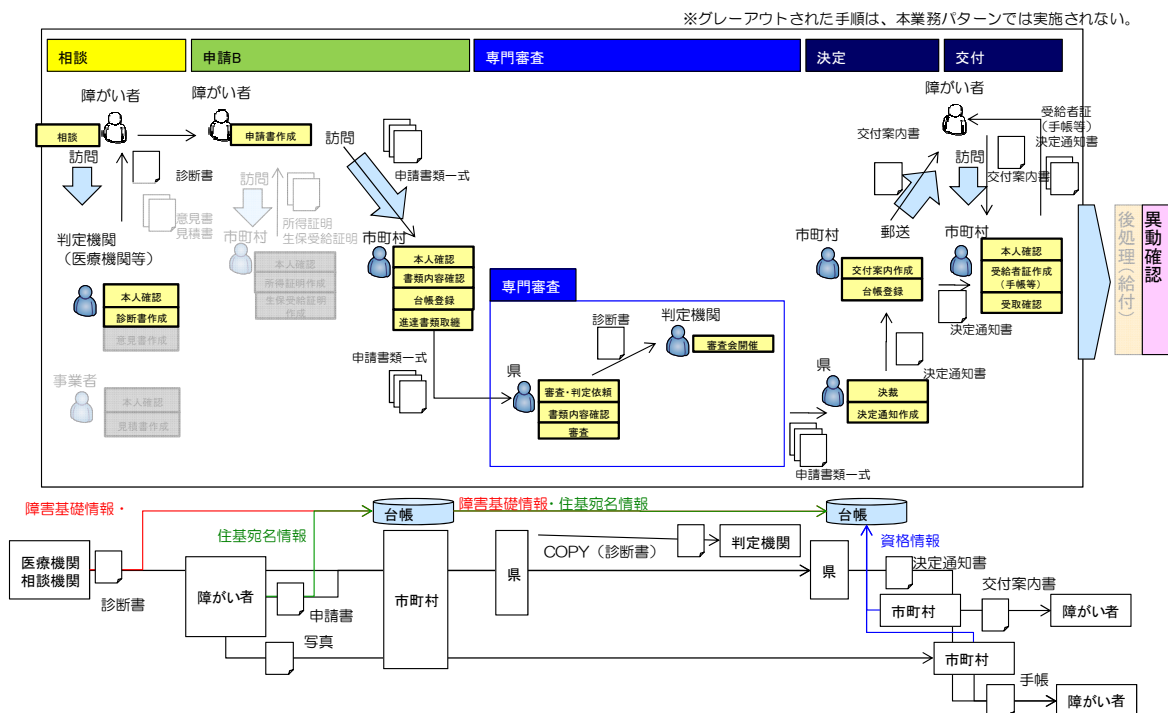 ※グレーアウトされた手順は、本業務パターンでは実施されない。
相談
申請B
専門審査
決定
交付
障がい者
相談
訪問
診断書
意見書
見積書
判定機関
(医療機関等)
本人確認
診断書作成
意見書作成
事業者
本人確認
見積書作成
障がい者
申請書作成
訪問
所得証明
生保受給証明
市町村
本人確認
所得証明作成
生保受給証明
作成
訪問
申請書類一式
市町村
本人確認
書類内容確認
台帳登録
進達書類取纏
申請書類一式
専門審査
県
審査・判定依頼
書類内容確認
審査
診断書
判定機関
審査会開催
申請書類一式
県
決裁
決定通知作成
決定通知書
市町村
交付案内作成
台帳登録
交付案内書
郵送
決定通知書
障がい者
訪問
交付案内書
受給者証
(手帳等)
決定通知書
市町村
本人確認
受給者証作成
(手帳等)
受取確認
後処理(給付)
異動確認
障害基礎情報・
住基宛名情報
台帳
障害基礎情報・住基宛名情報
台帳
資格情報
医療機関
相談機関
診断書
障がい者
申請書
写真
市町村
県
COPY(診断書)
判定機関
県
決定通知書
市町村
交付案内書
障がい者
市町村
手帳
障がい者